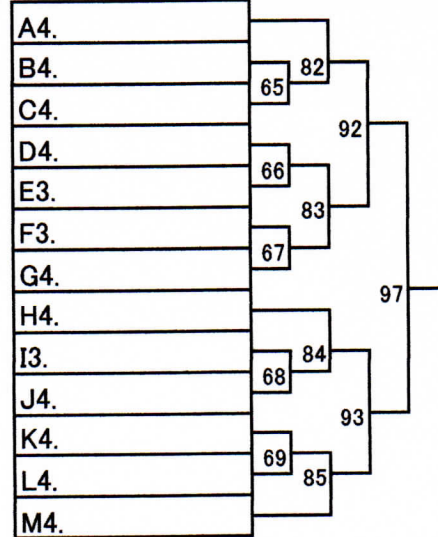 A4.
B4.
C4.
D4.
E3.
F3.
G4.
H4.
I3.
J4.
K4.
L4.
M4.
65
66
67
68
69
82
83
84
85
92
93
97